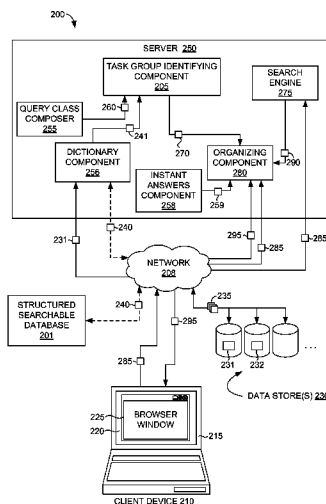 200
SERVER 250
TASK GROUP IDENTIFYING
COMPONENT
205
SEARCH
ENGINE
275
260
QUERY CLASS
COMPOSER
255
241
270
290
DICTIONARY
COMPONENT
256
INSTANT
ANSWERS
COMPONENT
258
ORGANIZING
COMPONENT
280
259
231
240
295
285
285
NETWORK
208
240
235
STRUCTURED
SEARCHABLE
DATABASE
201
295
231
232
...
285
DATA STORE(S) 230
225
220
BROWSER
WINDOW
215
CLIENT DEVICE 210